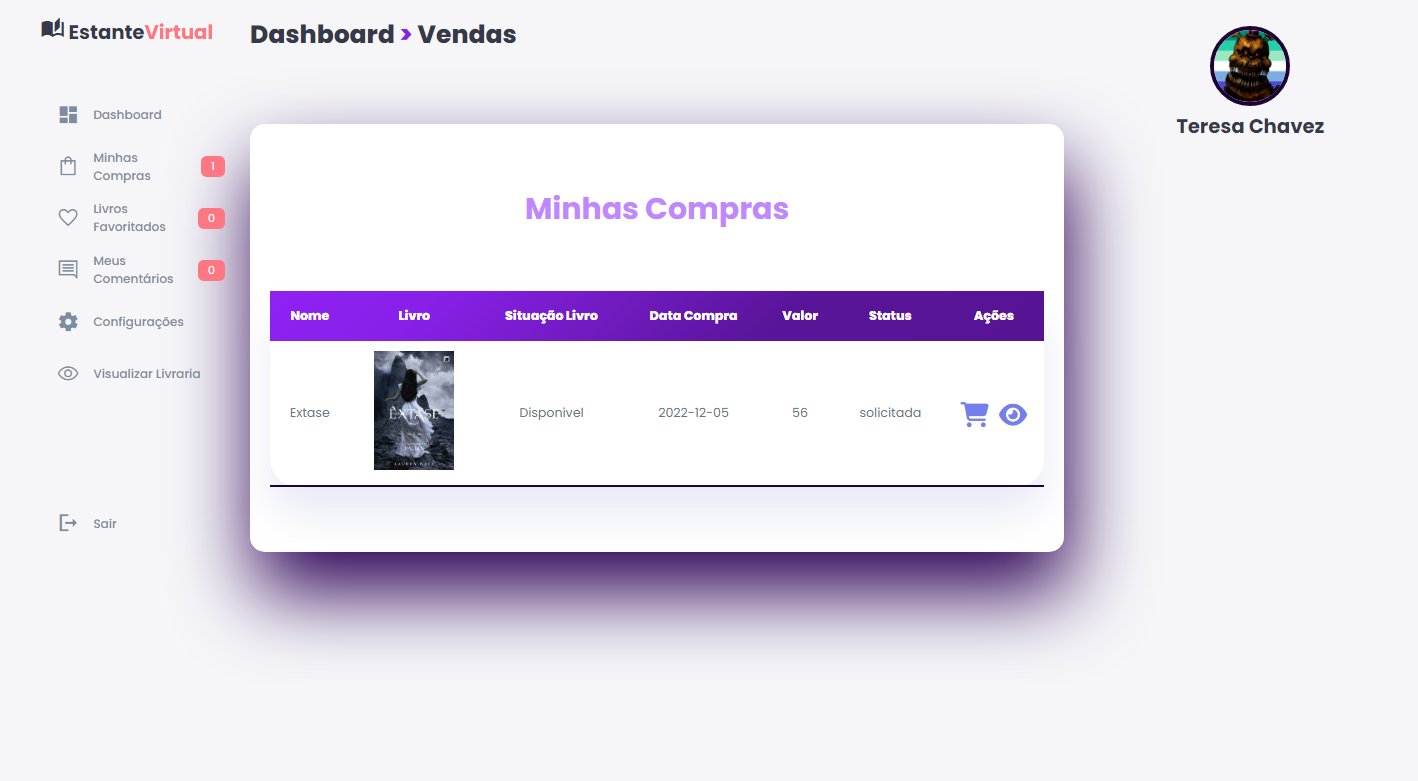 EstanteVirtual
Dashboard › Vendas
Teresa Chavez
Dashboard
Minhas
Compras
1
Livros
Favoritados
0
Meus
Comentários
0
Configurações
Visualizar Livraria
Sair
Minhas Compras
Nome Livro Situação Livro Data Compra Valor Status Ações
Extase
ÊXTASE
LAUREN KATE
Disponivel 2022-12-05 56 solicitada